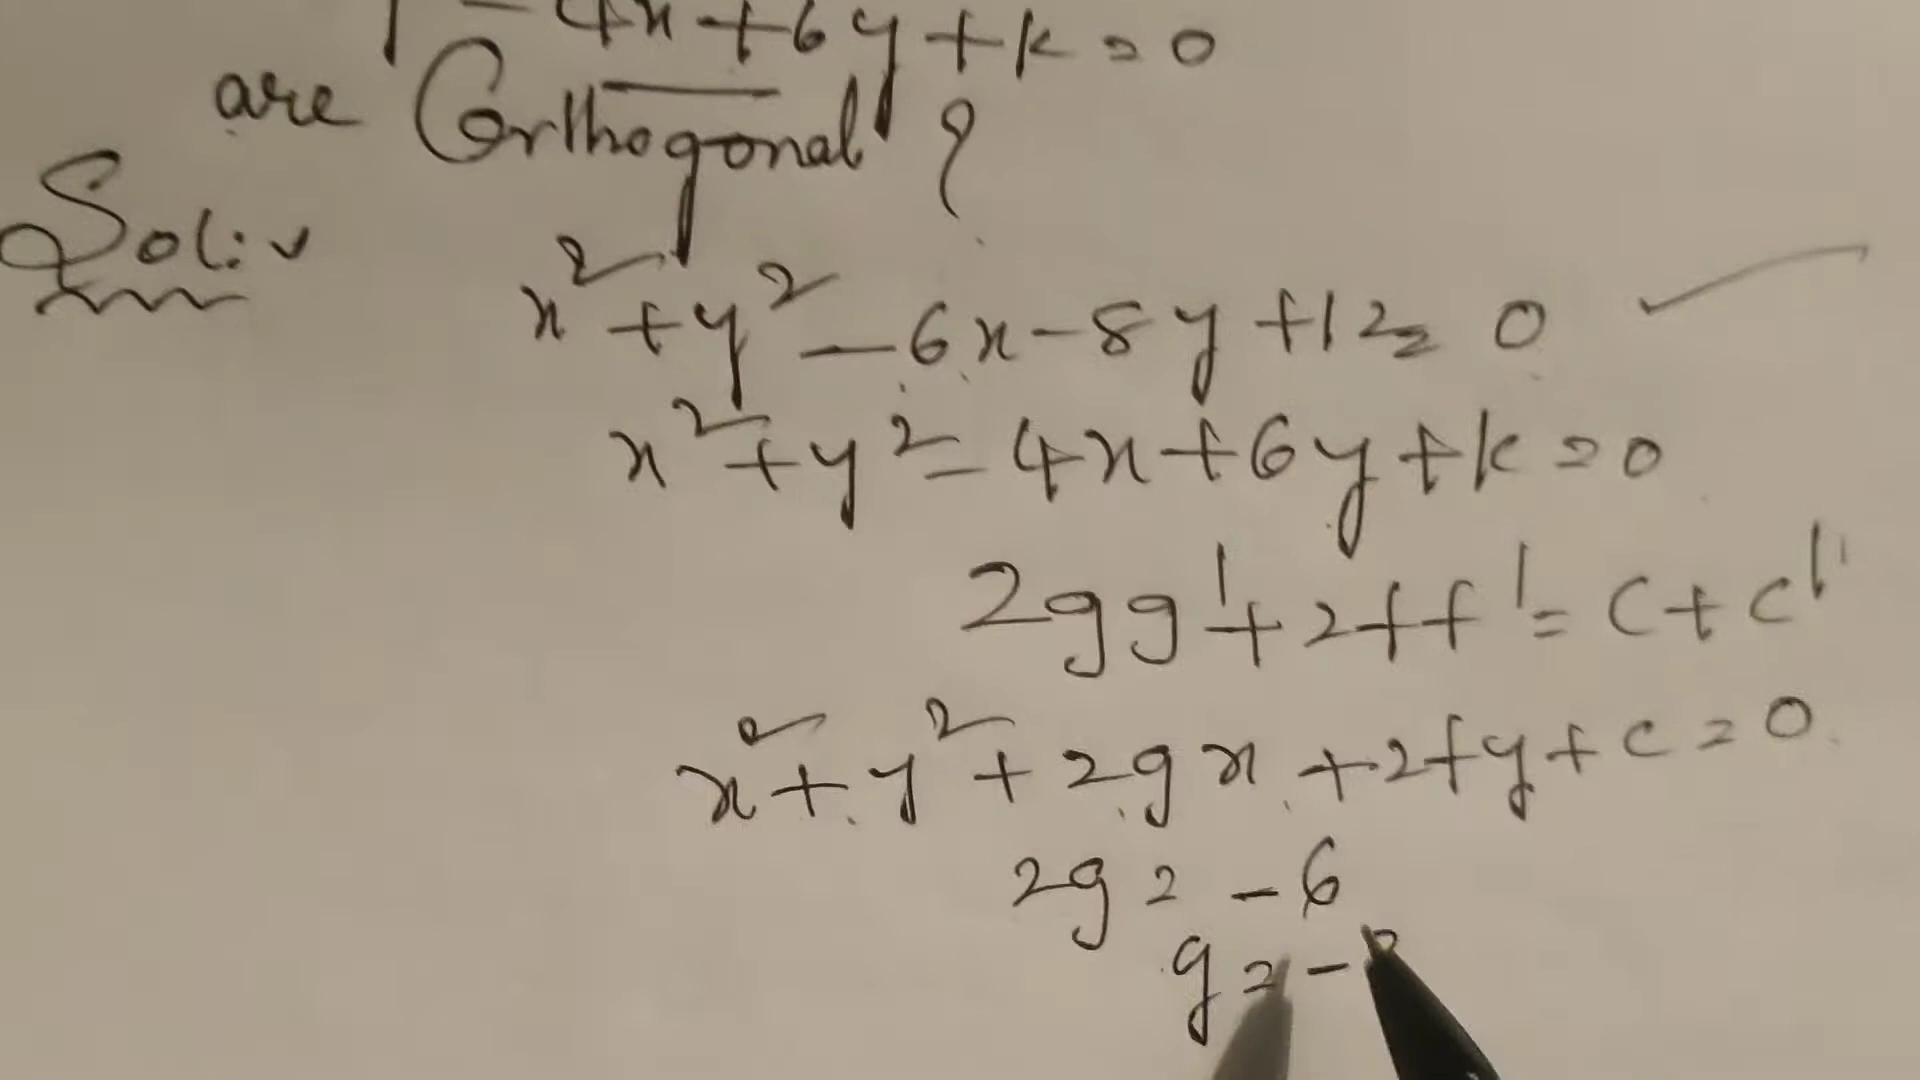 - 4x + 6y + k = 0
are Orthogonal ?
Sol:
x² + y² - 6x - 8y + 12 = 0
x² + y² - 4x + 6y + k = 0
2gg' + 2ff' = c + c'
x² + y² + 2gx + 2fy + c = 0
2g = - 6
g = -